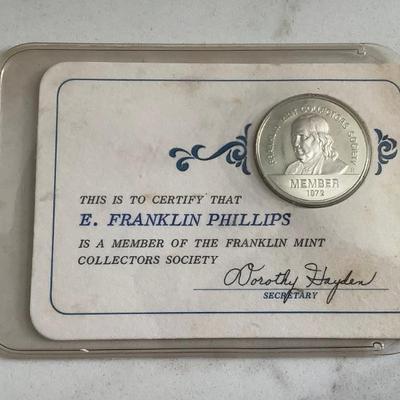 FRANKLIN MINT COLLECTORS SOCIETY
MEMBER
1972
THIS IS TO CERTIFY THAT
E. FRANKLIN PHILLIPS
IS A MEMBER OF THE FRANKLIN MINT
COLLECTORS SOCIETY
Dorothy Hayden
SECRETARY